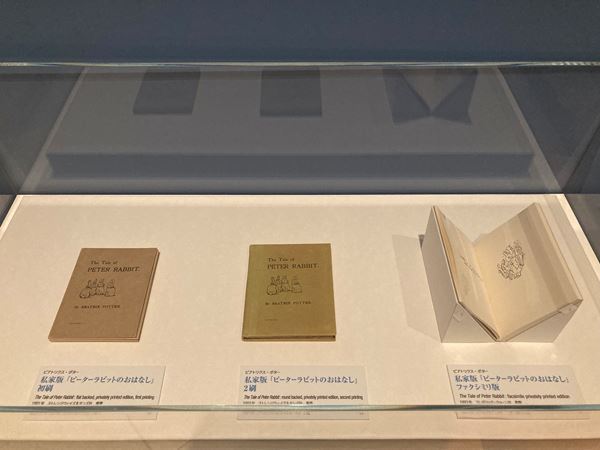 The Tale of
PETER RABBIT.
By BEATRIX POTTER.
The Tale of
PETER RABBIT.
By BEATRIX POTTER.
ビアトリクス・ポター
私家版「ピーターラビットのおはなし」
初刷
The Tale of Peter Rabbit: flat backed, privately printed edition, first printing
1901年
ビアトリクス・ポター
私家版「ピーターラビットのおはなし」
2刷
The Tale of Peter Rabbit: round backed, privately printed edition, second printing
ビアトリクス・ポター
私家版「ピーターラビットのおはなし」
ファクシミリ版
The Tale of Peter Rabbit: facsimile privately printed edition